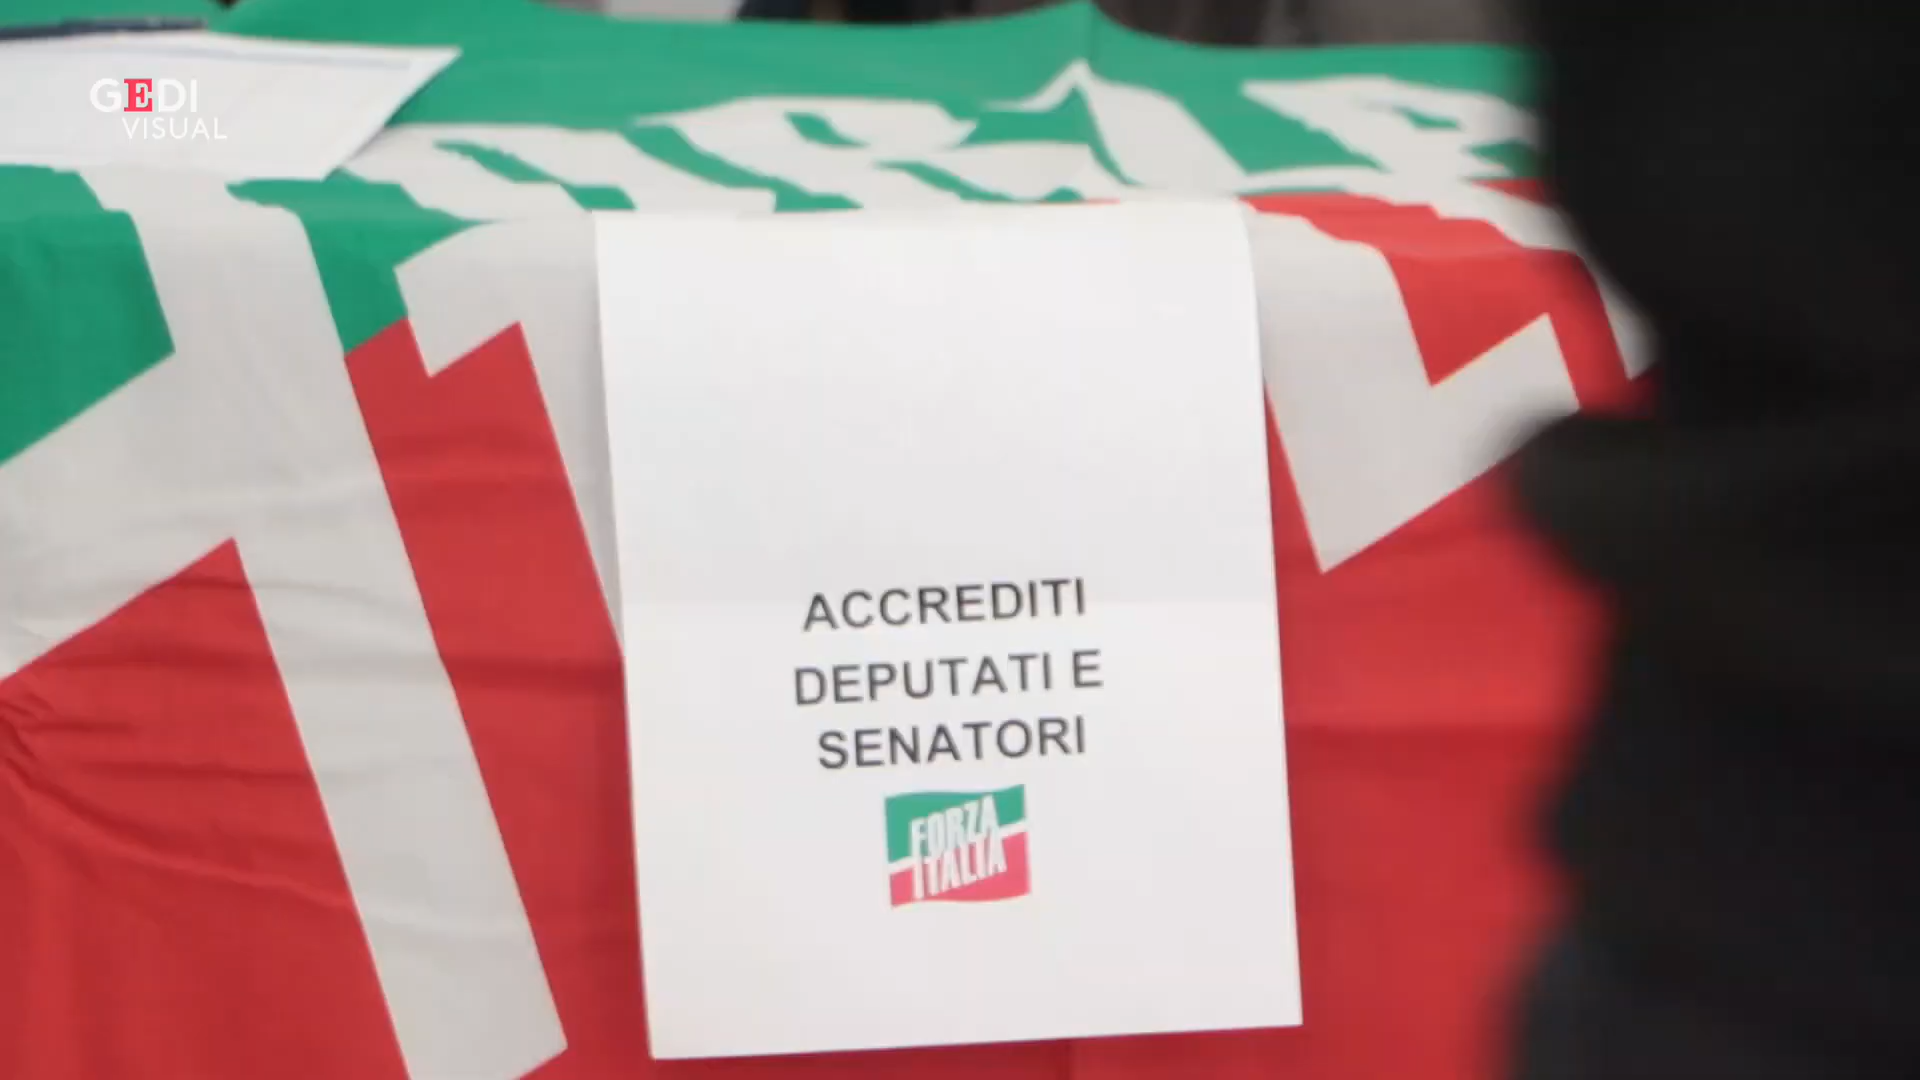 GEDI
VISUAL
ACCREDITI
DEPUTATI E
SENATORI
FORZA
ITALIA